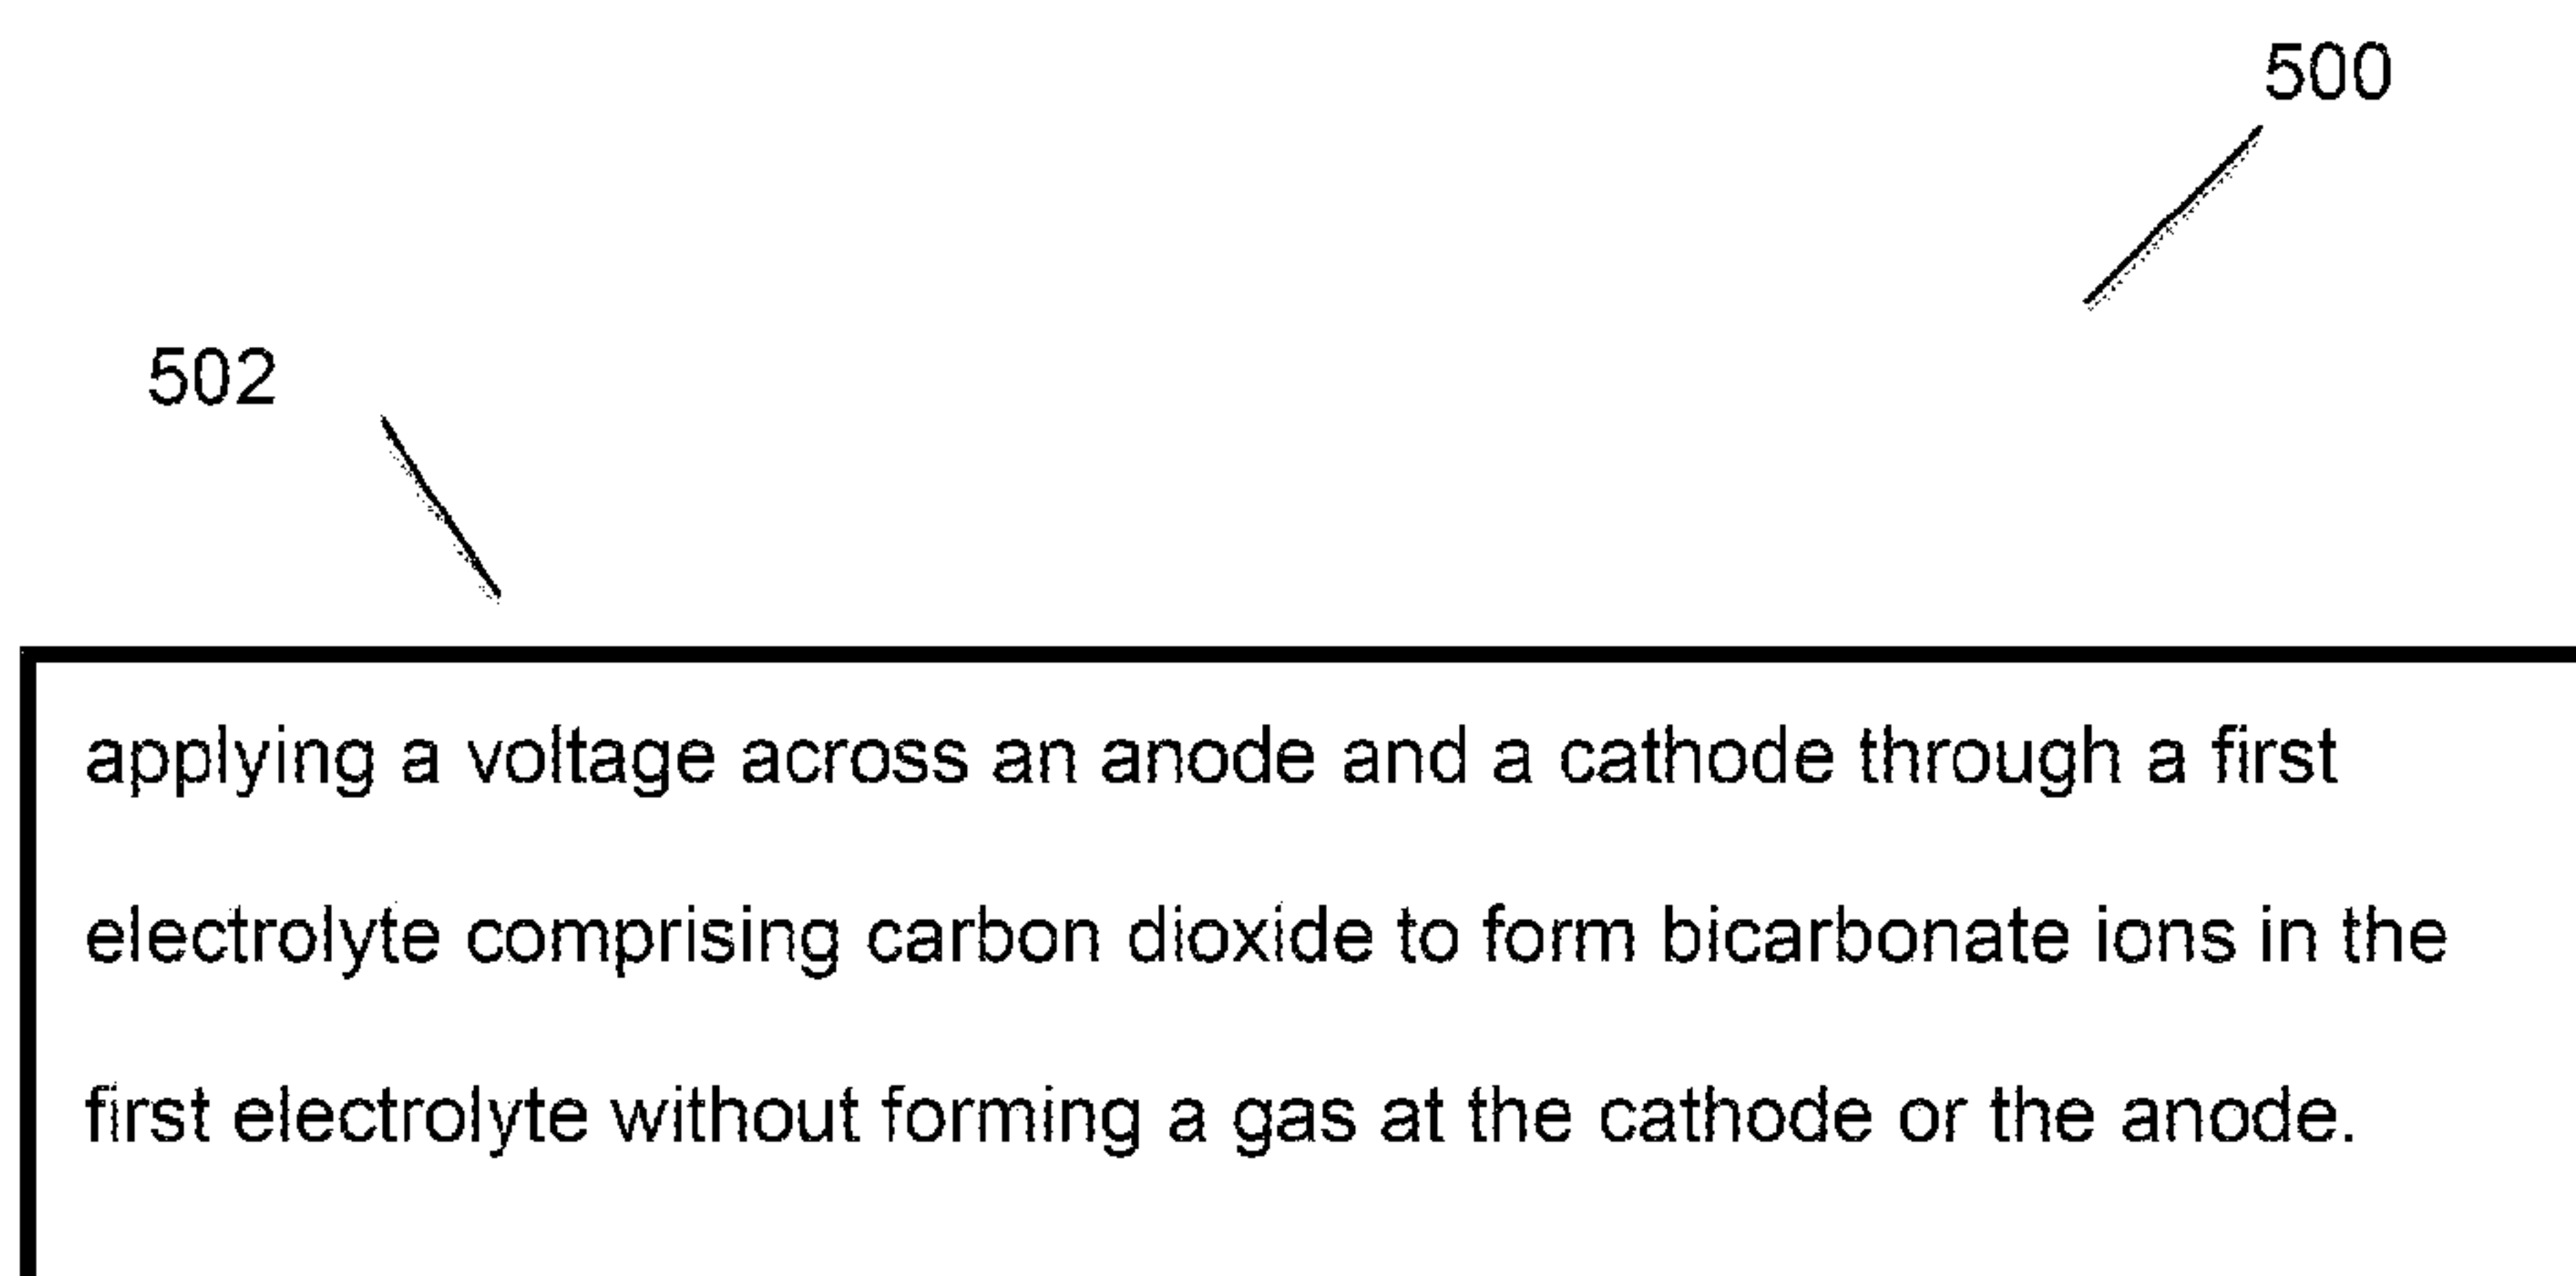 500
502
applying a voltage across an anode and a cathode through a first
electrolyte comprising carbon dioxide to form bicarbonate ions in the
first electrolyte without forming a gas at the cathode or the anode.